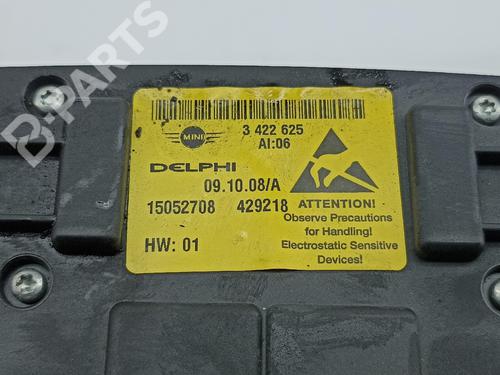 B-PARTS
MINI
3 422 625
AI:06
DELPHI
09.10.08/A
15052708 429218
HW: 01
ATTENTION!
Observe Precautions
for Handling!
Electrostatic Sensitive
Devices!